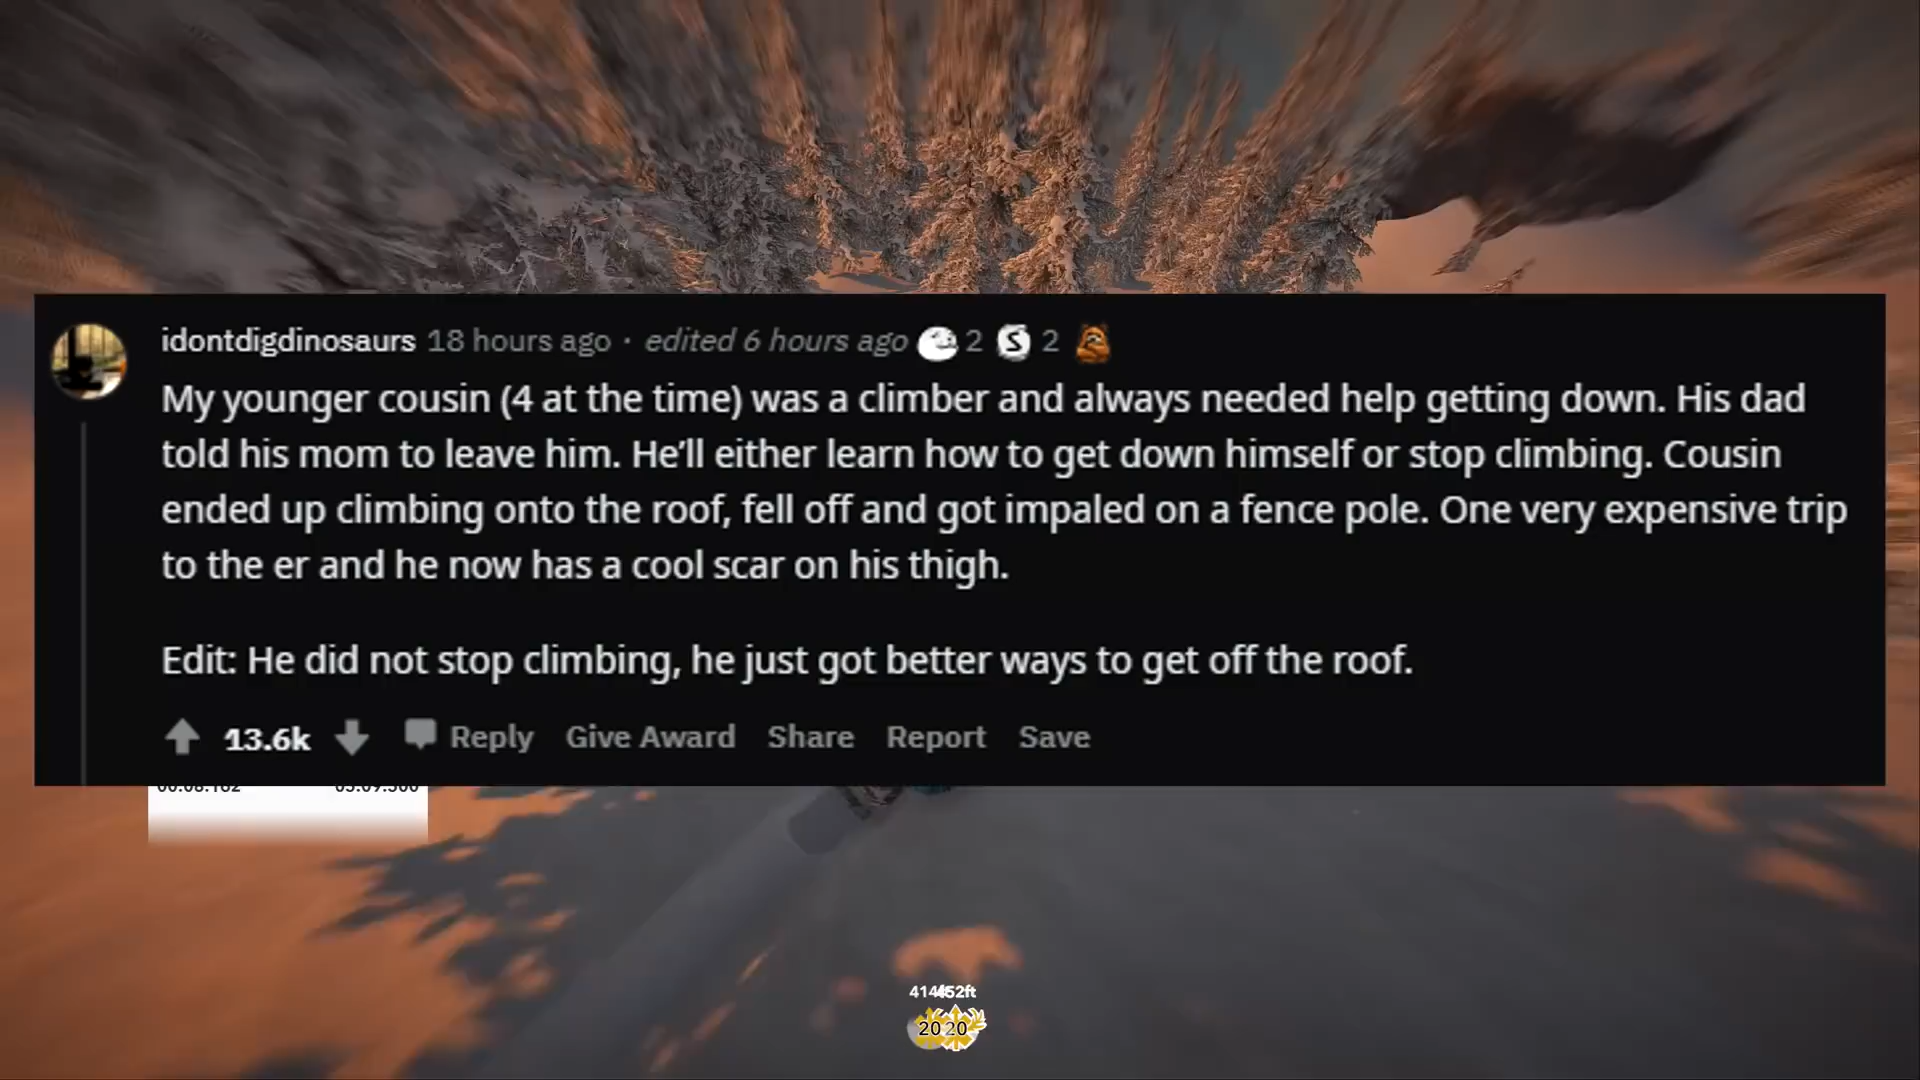 idontdigdinosaurs 18 hours ago · edited 6 hours ago 2 S 2
My younger cousin (4 at the time) was a climber and always needed help getting down. His dad
told his mom to leave him. He’ll either learn how to get down himself or stop climbing. Cousin
ended up climbing onto the roof, fell off and got impaled on a fence pole. One very expensive trip
to the er and he now has a cool scar on his thigh.
Edit: He did not stop climbing, he just got better ways to get off the roof.
13.6k Reply Give Award Share Report Save
20 20